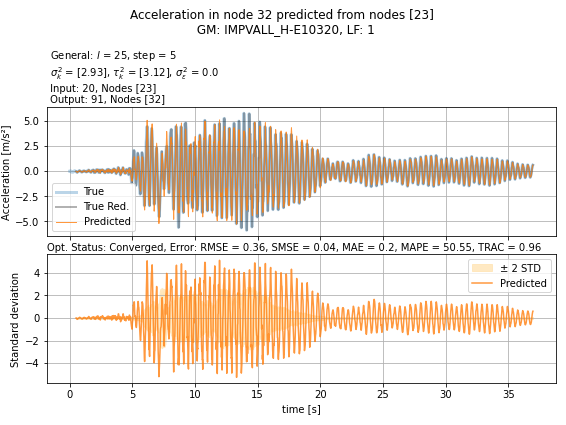 Acceleration in node 32 predicted from nodes [23]
GM: IMPVALL_H-E10320, LF: 1
General: l = 25, step = 5
σ²ₖ = [2.93], τ²ₖ = [3.12], σ²ᵣ = 0.0
Input: 20, Nodes [23]
Output: 91, Nodes [32]
Acceleration [m/s²]
5.0
2.5
0.0
−2.5
−5.0
True
True Red.
Predicted
Opt. Status: Converged, Error: RMSE = 0.36, SMSE = 0.04, MAE = 0.2, MAPE = 50.55, TRAC = 0.96
Standard deviation
4
2
0
−2
−4
± 2 STD
Predicted
0 5 10 15 20 25 30 35
time [s]